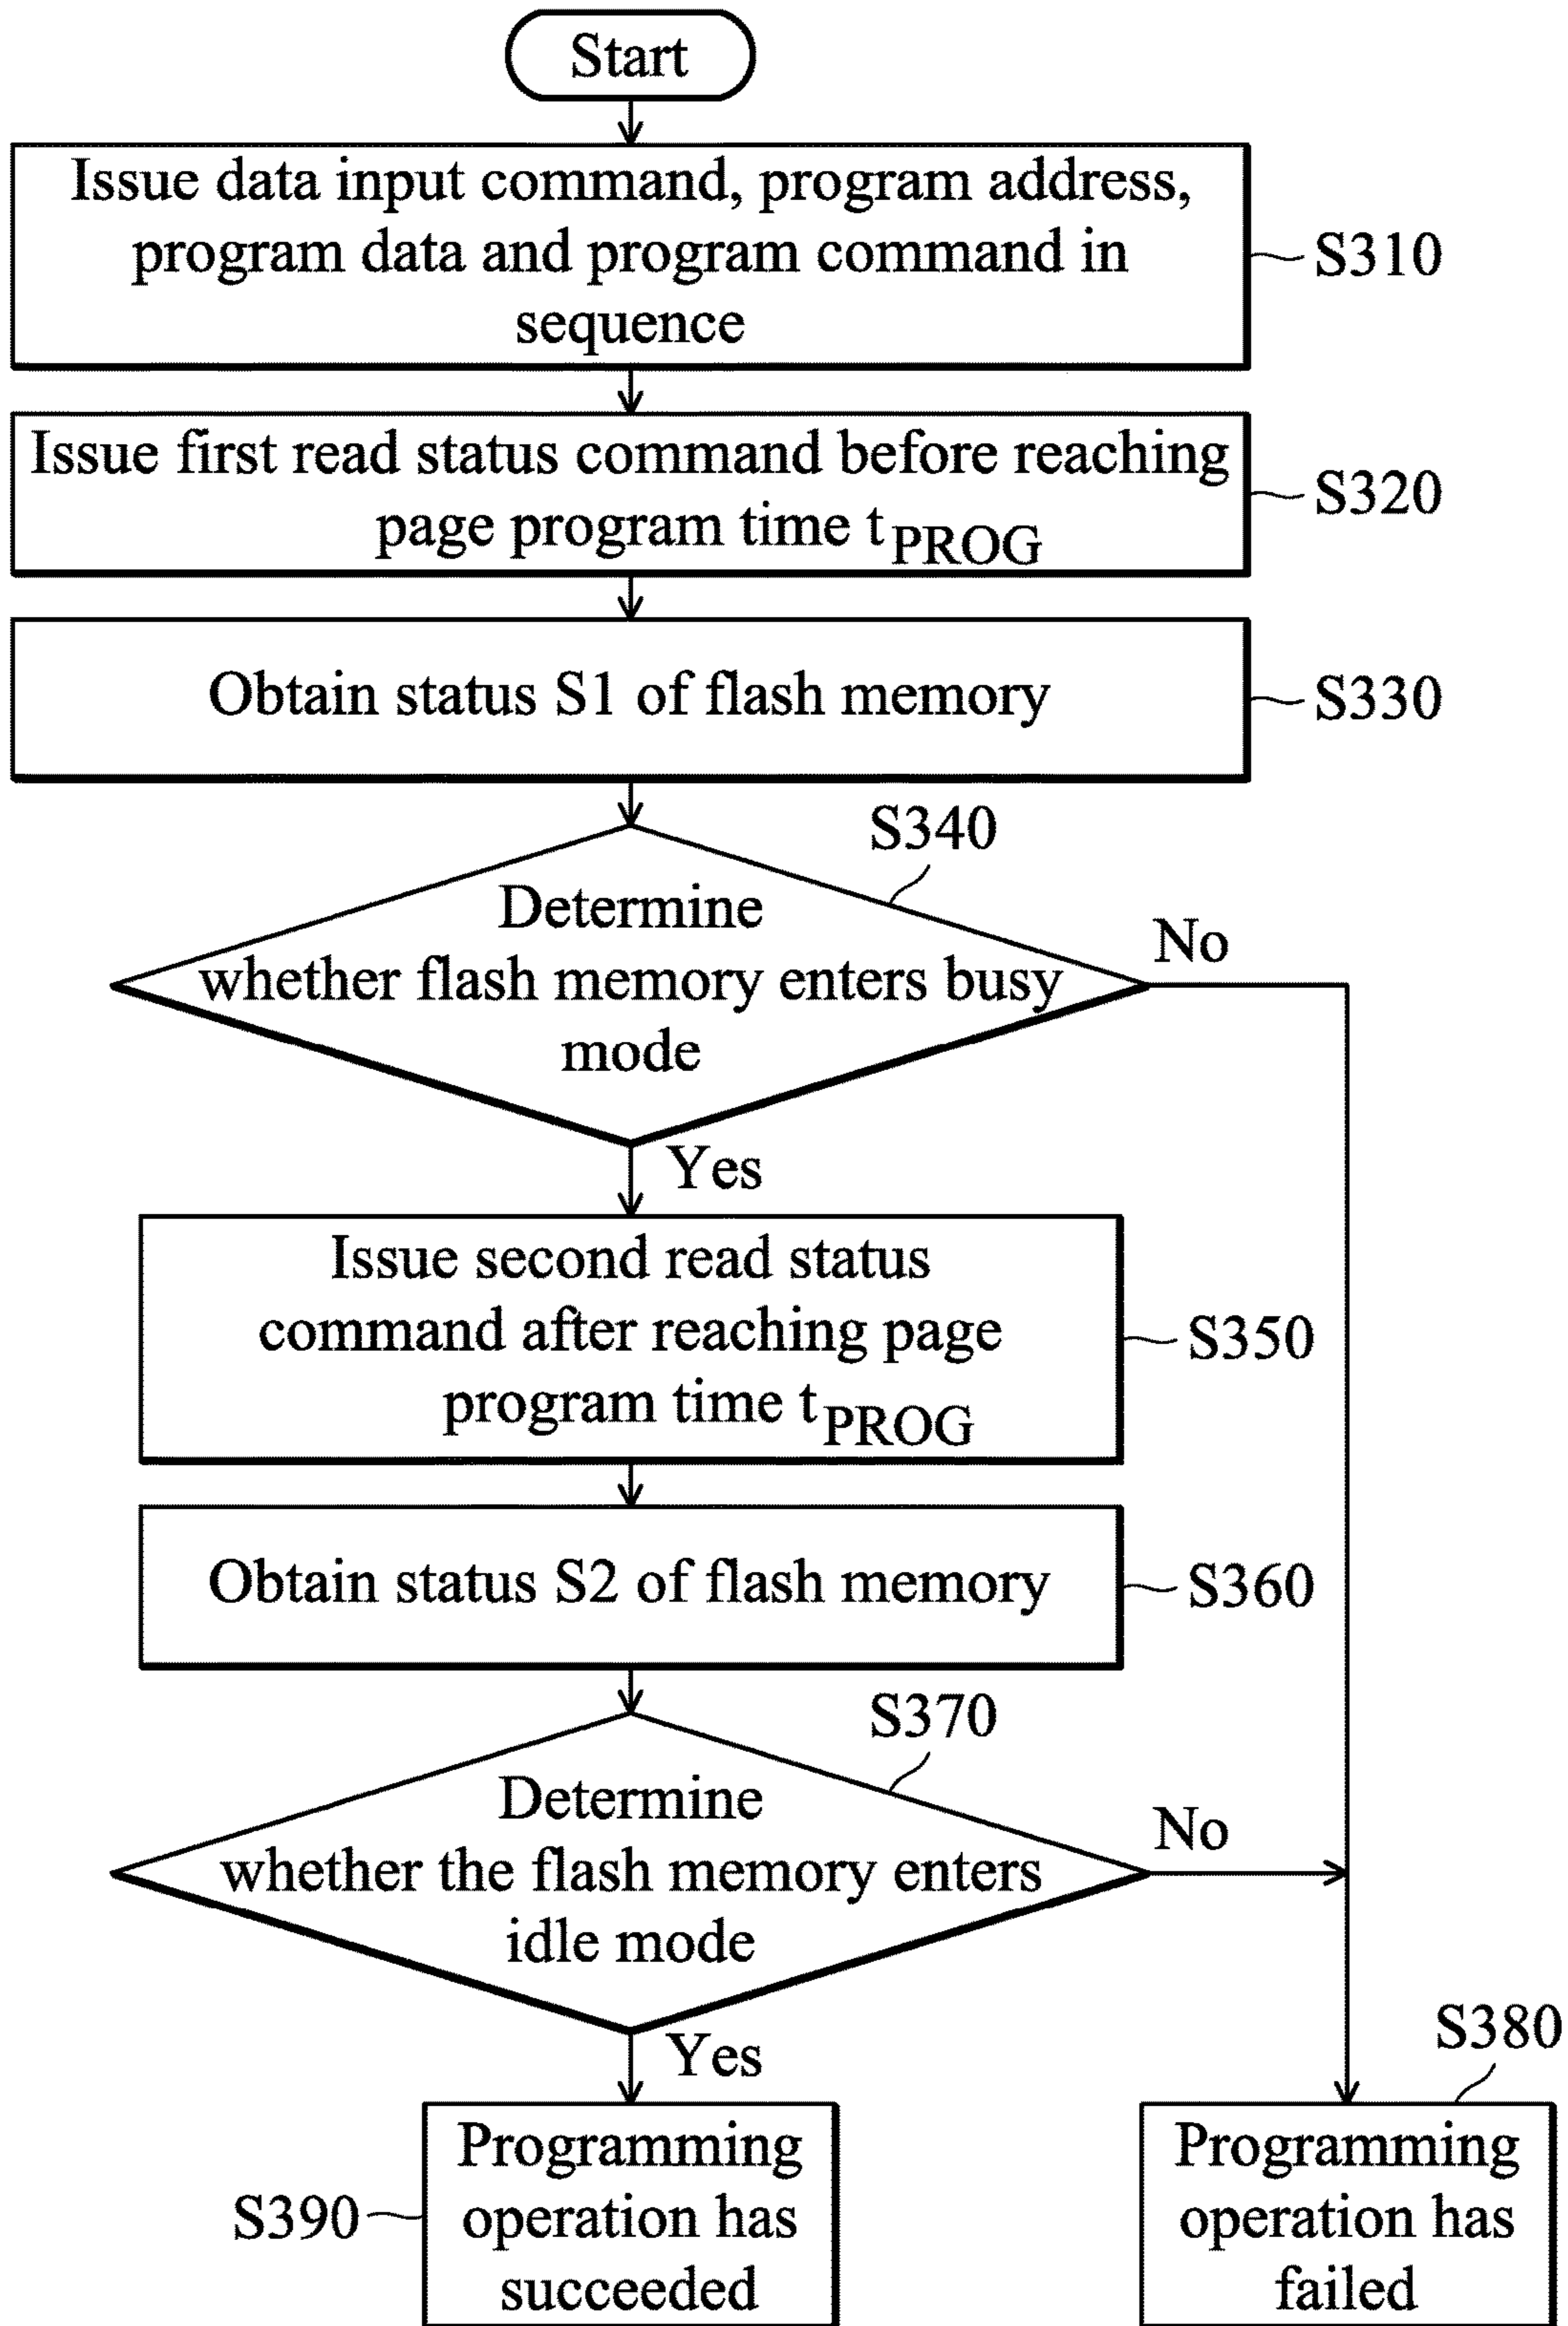 Start
Issue data input command, program address,
program data and program command in
sequence
S310
Issue first read status command before reaching
page program time tPROG
S320
Obtain status S1 of flash memory
S330
S340
Determine
whether flash memory enters busy
mode
No
Yes
Issue second read status
command after reaching page
program time tPROG
S350
Obtain status S2 of flash memory
S360
S370
Determine
whether the flash memory enters
idle mode
No
Yes
S380
Programming
operation has
succeeded
S390
Programming
operation has
failed